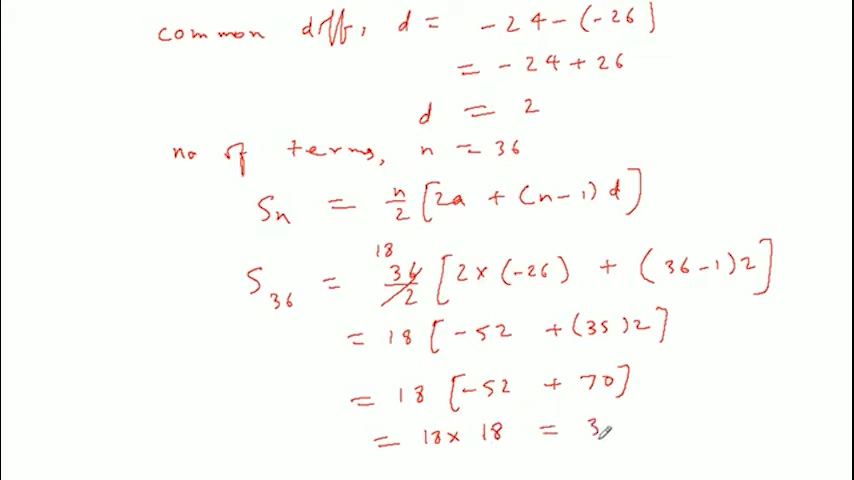 common diff, d = -24-(-26)
= -24+26
d = 2
no of terms, n = 36
Sn = n/2 [2a + (n-1)d]
18
S36 = 36/2 [2×(-26) + (36-1)2]
= 18 [-52 + (35)2]
= 18 [-52 + 70]
= 18× 18 = 3